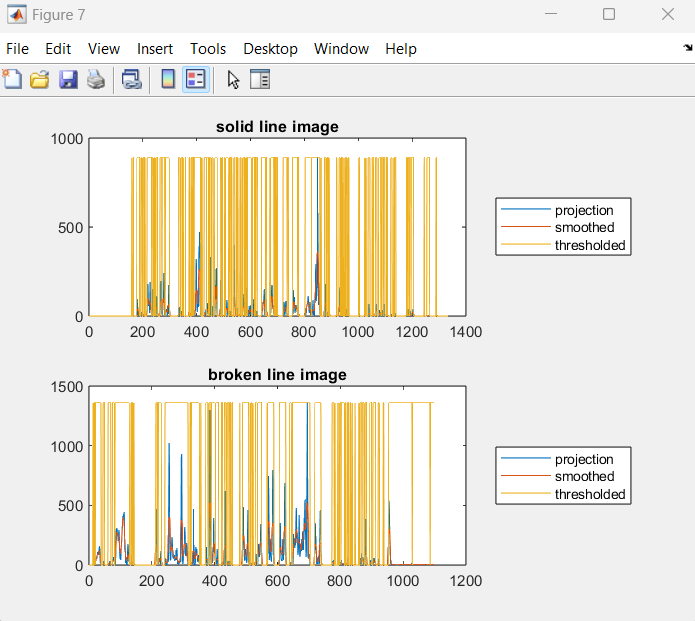 Figure 7
File Edit View Insert Tools Desktop Window Help
solid line image
1000
500
0
0 200 400 600 800 1000 1200 1400
projection
smoothed
thresholded
broken line image
1500
1000
500
0
0 200 400 600 800 1000 1200
projection
smoothed
thresholded